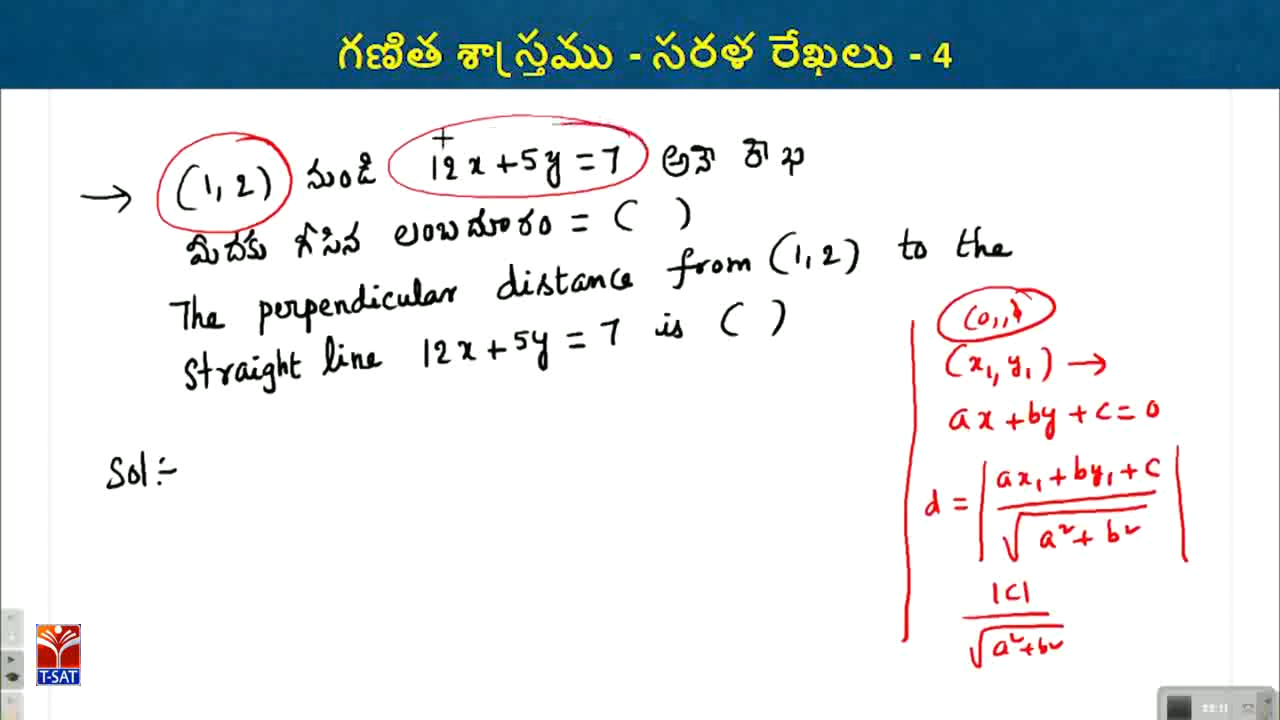 గణిత శాస్త్రము - సరళ రేఖలు - 4
→ (1, 2) నుండి 12x + 5y = 7 అనే రేఖ
మీదకు గీసిన లంబదూరం = ( )
The perpendicular distance from (1, 2) to the
straight line 12x + 5y = 7 is ( )
Sol :-
(x₁, y₁) →
ax + by + c = 0
d = | ax₁ + by₁ + c / √a² + b² |
|c| / √a² + b²
T-SAT